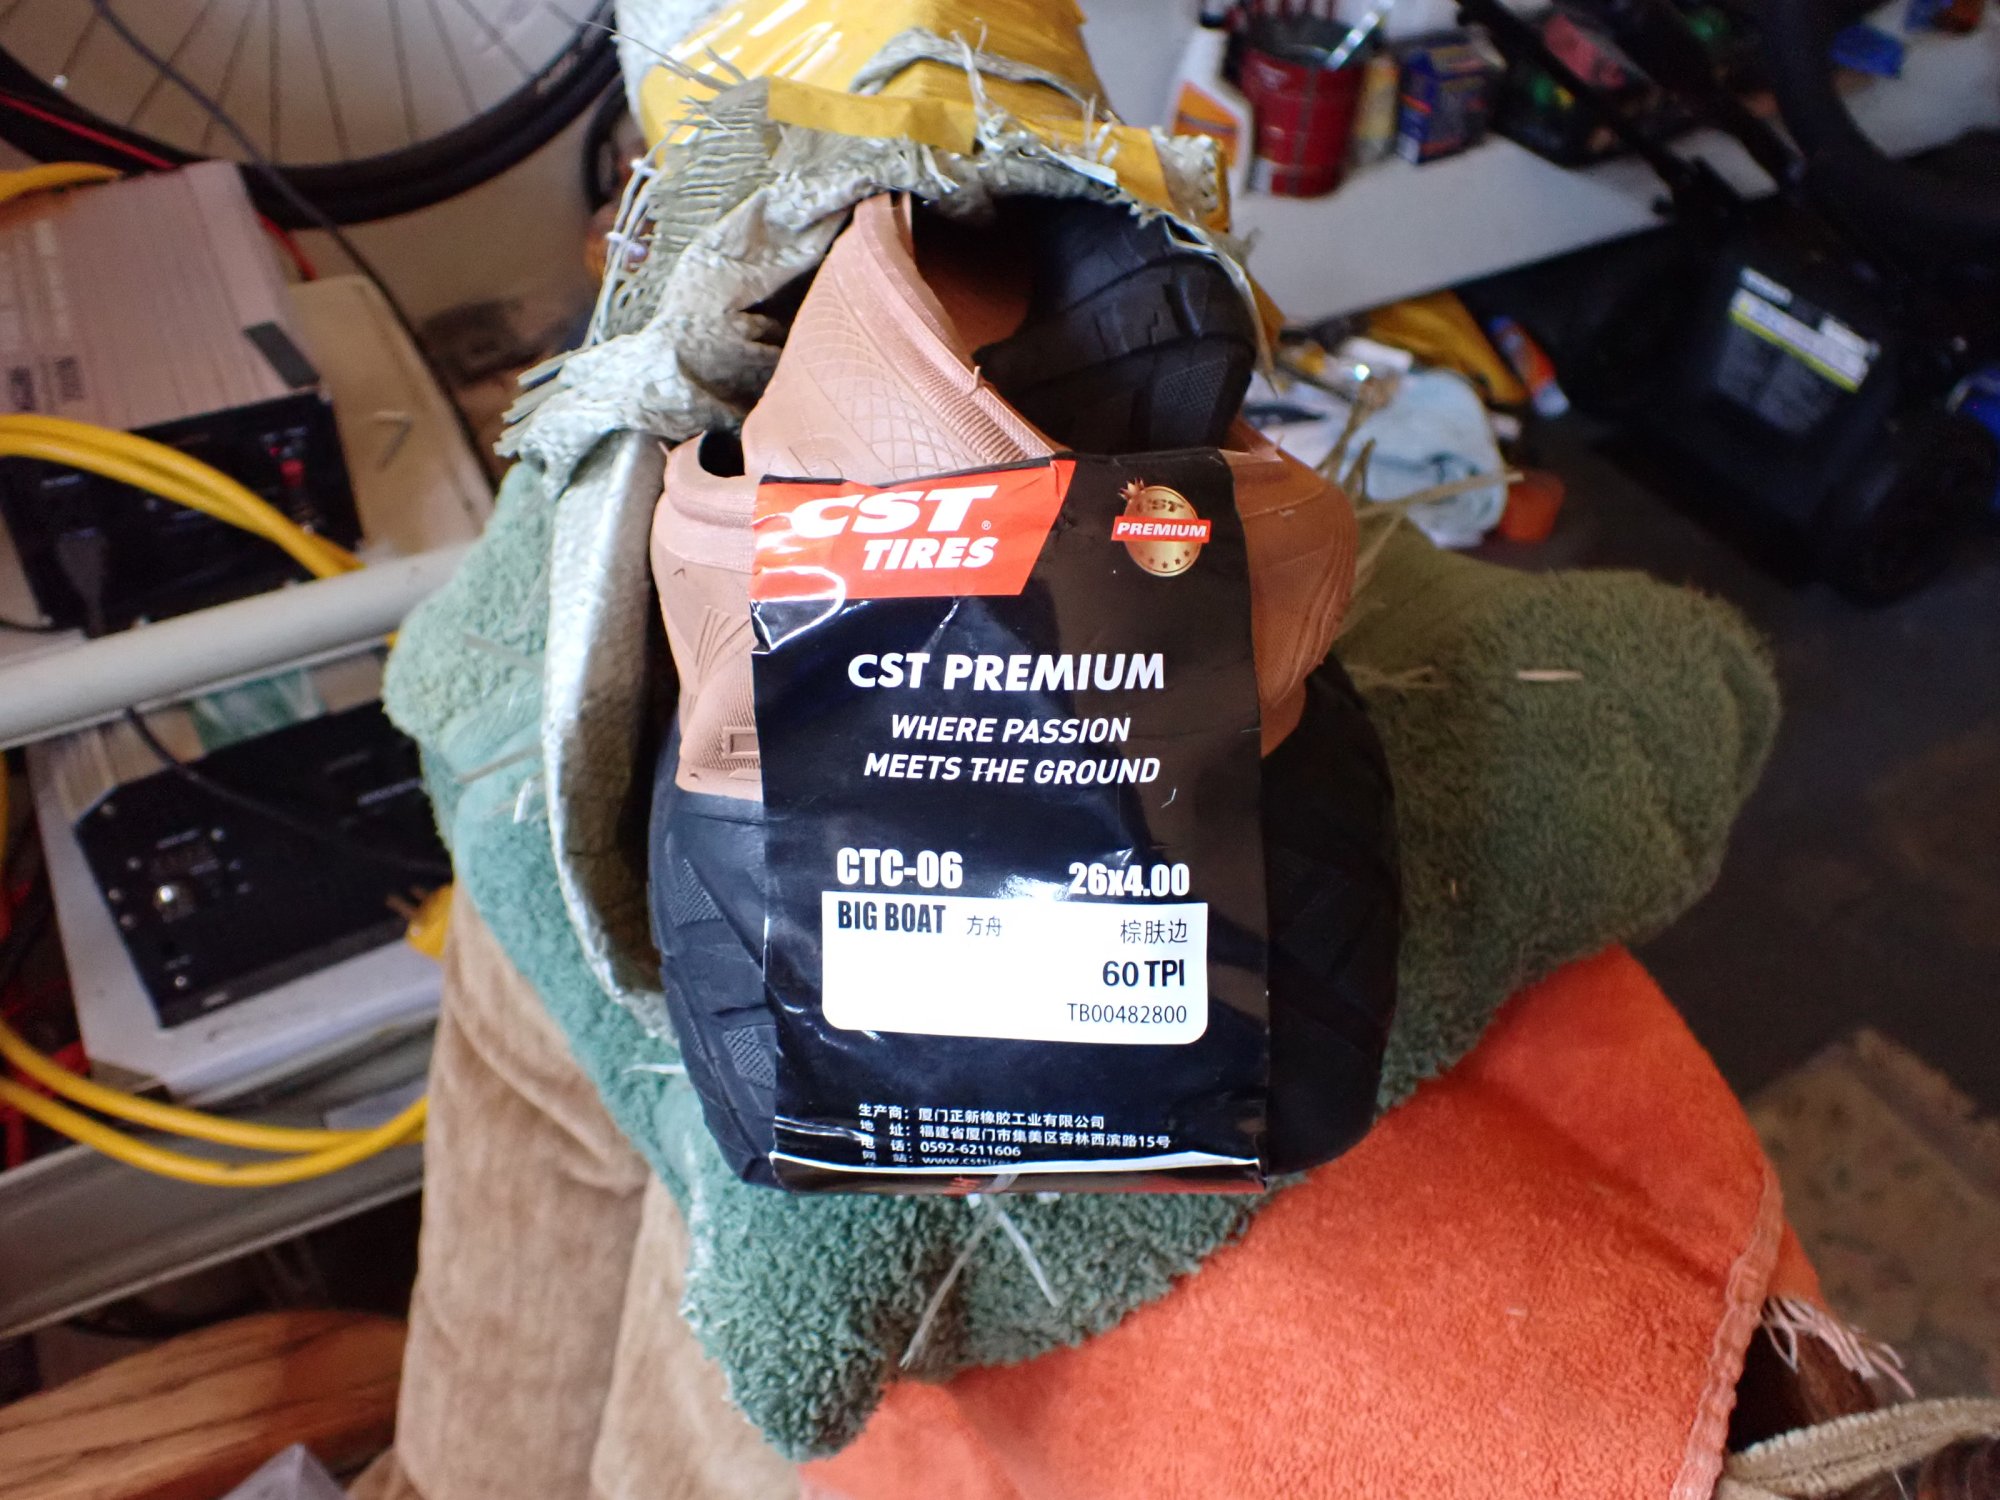 CST®
TIRES
CST
PREMIUM
CST PREMIUM
WHERE PASSION
MEETS THE GROUND
CTC-06 26x4.00
BIG BOAT 方舟 棕肤边
60 TPI
TB00482800
生产商：厦门正新橡胶工业有限公司
地 址：福建省厦门市集美区杏林西滨路15号
电 话：0592-6211606
网 站：